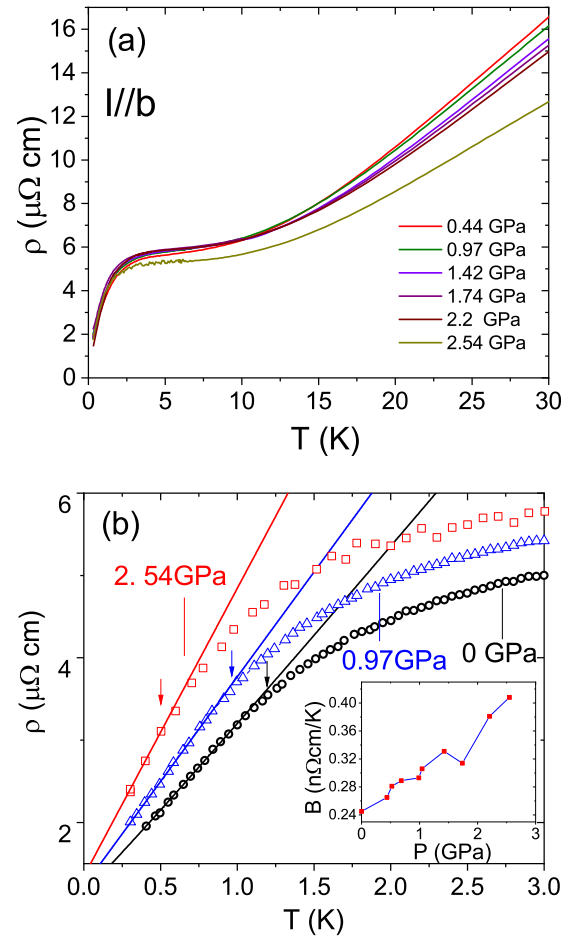 (a)
I//b
ρ (μΩ cm)
16
14
12
10
8
6
4
2
0
0.44 GPa
0.97 GPa
1.42 GPa
1.74 GPa
2.2 GPa
2.54 GPa
0 5 10 15 20 25 30
T (K)
(b)
ρ (μΩ cm)
6
4
2
2. 54GPa
0.97GPa
0 GPa
B (nΩcm/K)
0.40
0.36
0.32
0.28
0.24
0 1 2 3
P (GPa)
0.0 0.5 1.0 1.5 2.0 2.5 3.0
T (K)